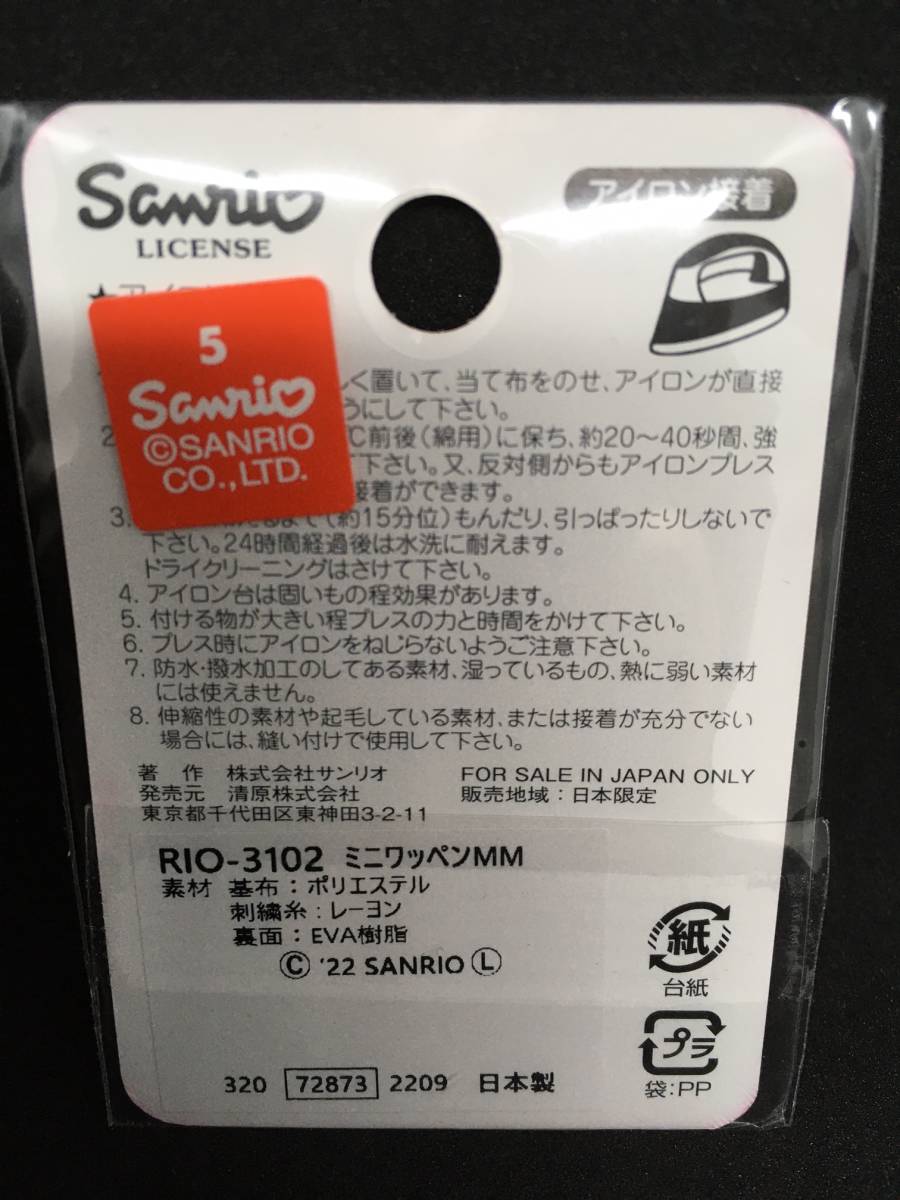 Sanrio
LICENSE
アイロン接着
★アイロ
5
Sanrio
©SANRIO
CO.,LTD.
く置いて、当て布をのせ、アイロンが直接
うにして下さい。
2
℃前後(綿用)に保ち、約20〜40秒間、強
て下さい。又、反対側からもアイロンプレス
接着ができます。
3.
まで(約15分位)もんだり、引っぱったりしないで
下さい。24時間経過後は水洗に耐えます。
ドライクリーニングはさけて下さい。
4. アイロン台は固いもの程効果があります。
5. 付ける物が大きい程プレスの力と時間をかけて下さい。
6. プレス時にアイロンをねじらないようご注意下さい。
7. 防水・撥水加工のしてある素材、湿っているもの、熱に弱い素材
には使えません。
8. 伸縮性の素材や起毛している素材、または接着が充分でない
場合には、縫い付けで使用して下さい。
著 作 株式会社サンリオ
発売元 清原株式会社
東京都千代田区東神田3-2-11
FOR SALE IN JAPAN ONLY
販売地域:日本限定
RIO-3102 ミニワッペンMM
素材 基布:ポリエステル
刺繍糸:レーヨン
裏面:EVA樹脂
Ⓒ '22 SANRIO Ⓛ
紙
台紙
プラ
袋:PP
320 72873 2209 日本製